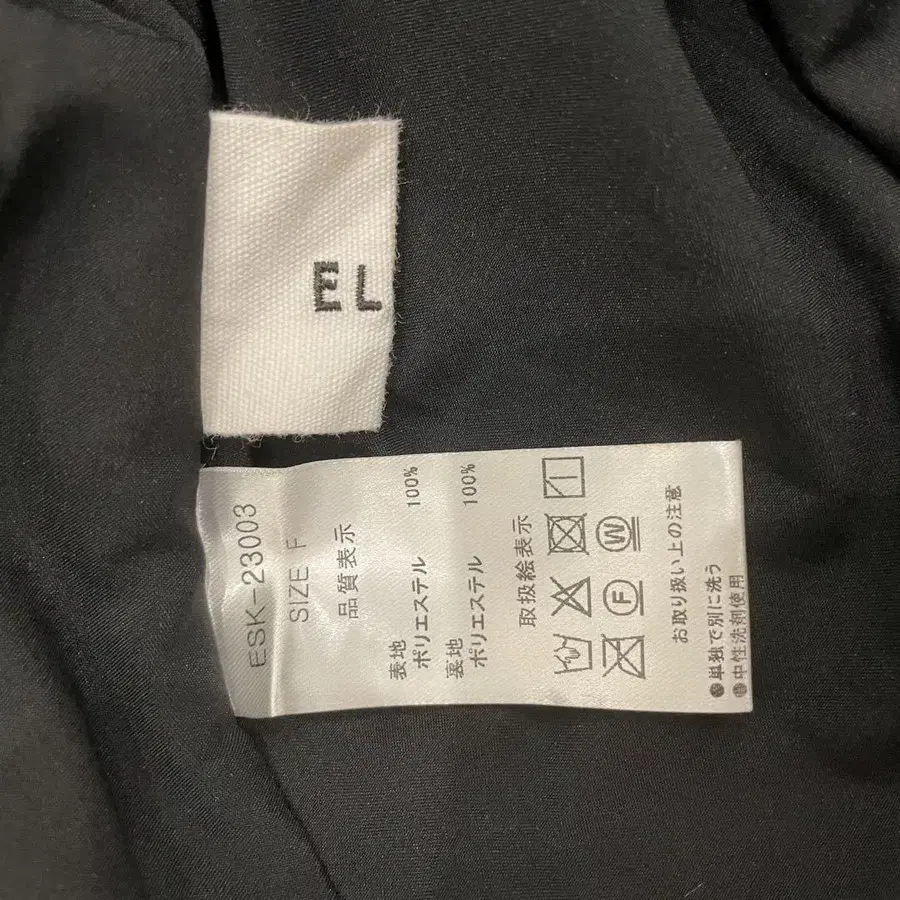 EL
ESK-23003
SIZE F
品質表示
表地
ポリエステル 100%
裏地
ポリエステル 100%
取扱絵表示
W
F
お取り扱い上の注意
●単独で別に洗う
●中性洗剤使用